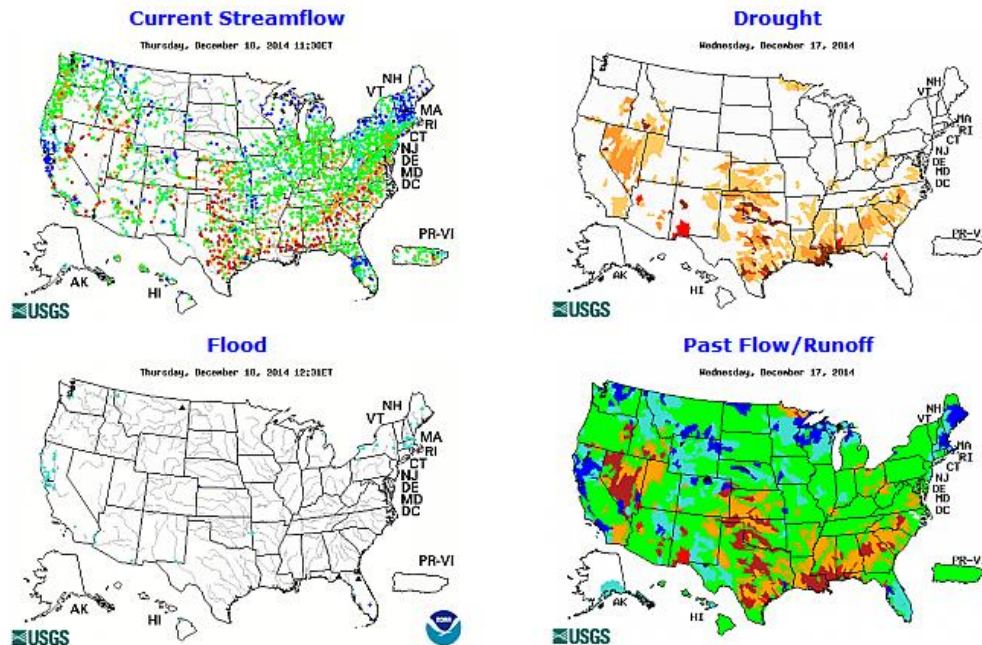 Current Streamflow
Thursday, December 18, 2014 11:30ET
NH
VT
MA
RI
CT
NJ
DE
MD
DC
PR-VI
AK
HI
USGS
Drought
Wednesday, December 17, 2014
NH
VT
MA
RI
CT
NJ
DE
MD
DC
PR-VI
AK
HI
USGS
Flood
Thursday, December 18, 2014 12:31ET
NH
VT
MA
RI
CT
NJ
DE
MD
DC
PR-VI
AK
HI
USGS
NOAA
Past Flow/Runoff
Wednesday, December 17, 2014
NH
VT
MA
RI
CT
NJ
DE
MD
DC
PR-VI
AK
HI
USGS